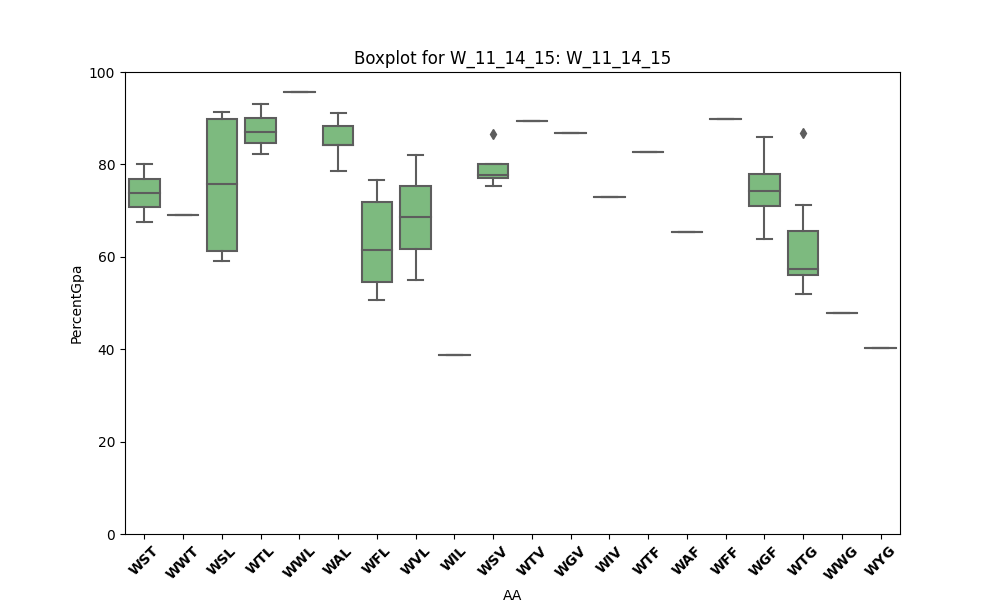 Boxplot for W_11_14_15: W_11_14_15
PercentGpa
100
80
60
40
20
0
WST WWT WSL WTL WWL WAL WFL WVL WIL WSV WTV WGV WIV WTF WAF WFF WGF WTG WWG WYG
AA